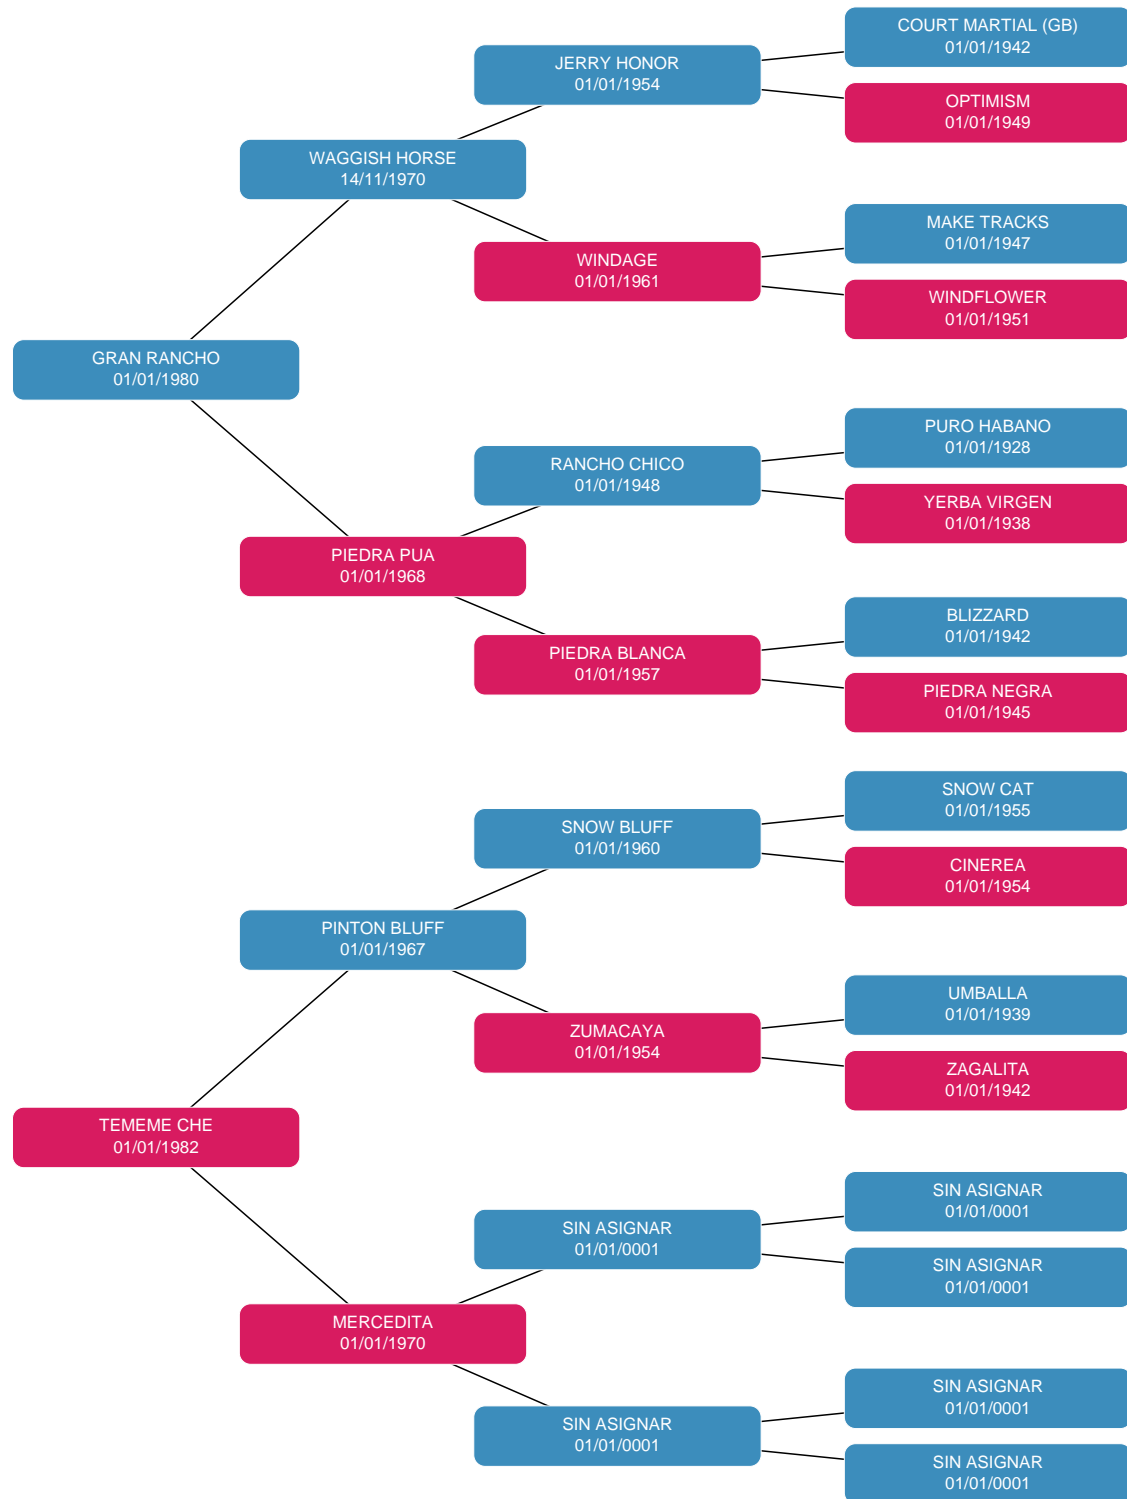 COURT MARTIAL (GB)
01/01/1942
JERRY HONOR
01/01/1954
OPTIMISM
01/01/1949
WAGGISH HORSE
14/11/1970
MAKE TRACKS
01/01/1947
WINDAGE
01/01/1961
WINDFLOWER
01/01/1951
GRAN RANCHO
01/01/1980
PURO HABANO
01/01/1928
RANCHO CHICO
01/01/1948
YERBA VIRGEN
01/01/1938
PIEDRA PUA
01/01/1968
BLIZZARD
01/01/1942
PIEDRA BLANCA
01/01/1957
PIEDRA NEGRA
01/01/1945
SNOW CAT
01/01/1955
SNOW BLUFF
01/01/1960
CINEREA
01/01/1954
PINTON BLUFF
01/01/1967
UMBALLA
01/01/1939
ZUMACAYA
01/01/1954
ZAGALITA
01/01/1942
TEMEME CHE
01/01/1982
SIN ASIGNAR
01/01/0001
SIN ASIGNAR
01/01/0001
SIN ASIGNAR
01/01/0001
MERCEDITA
01/01/1970
SIN ASIGNAR
01/01/0001
SIN ASIGNAR
01/01/0001
SIN ASIGNAR
01/01/0001